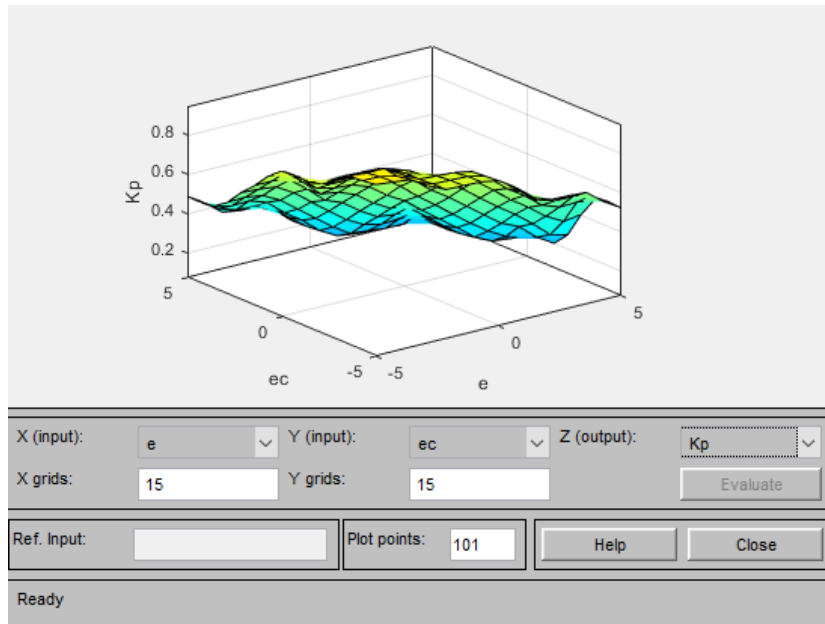 Kp
0.8
0.6
0.4
0.2
5
0
-5
ec
-5
0
5
e
X (input): e Y (input): ec Z (output): Kp
X grids: 15 Y grids: 15 Evaluate
Ref. Input: Plot points: 101 Help Close
Ready